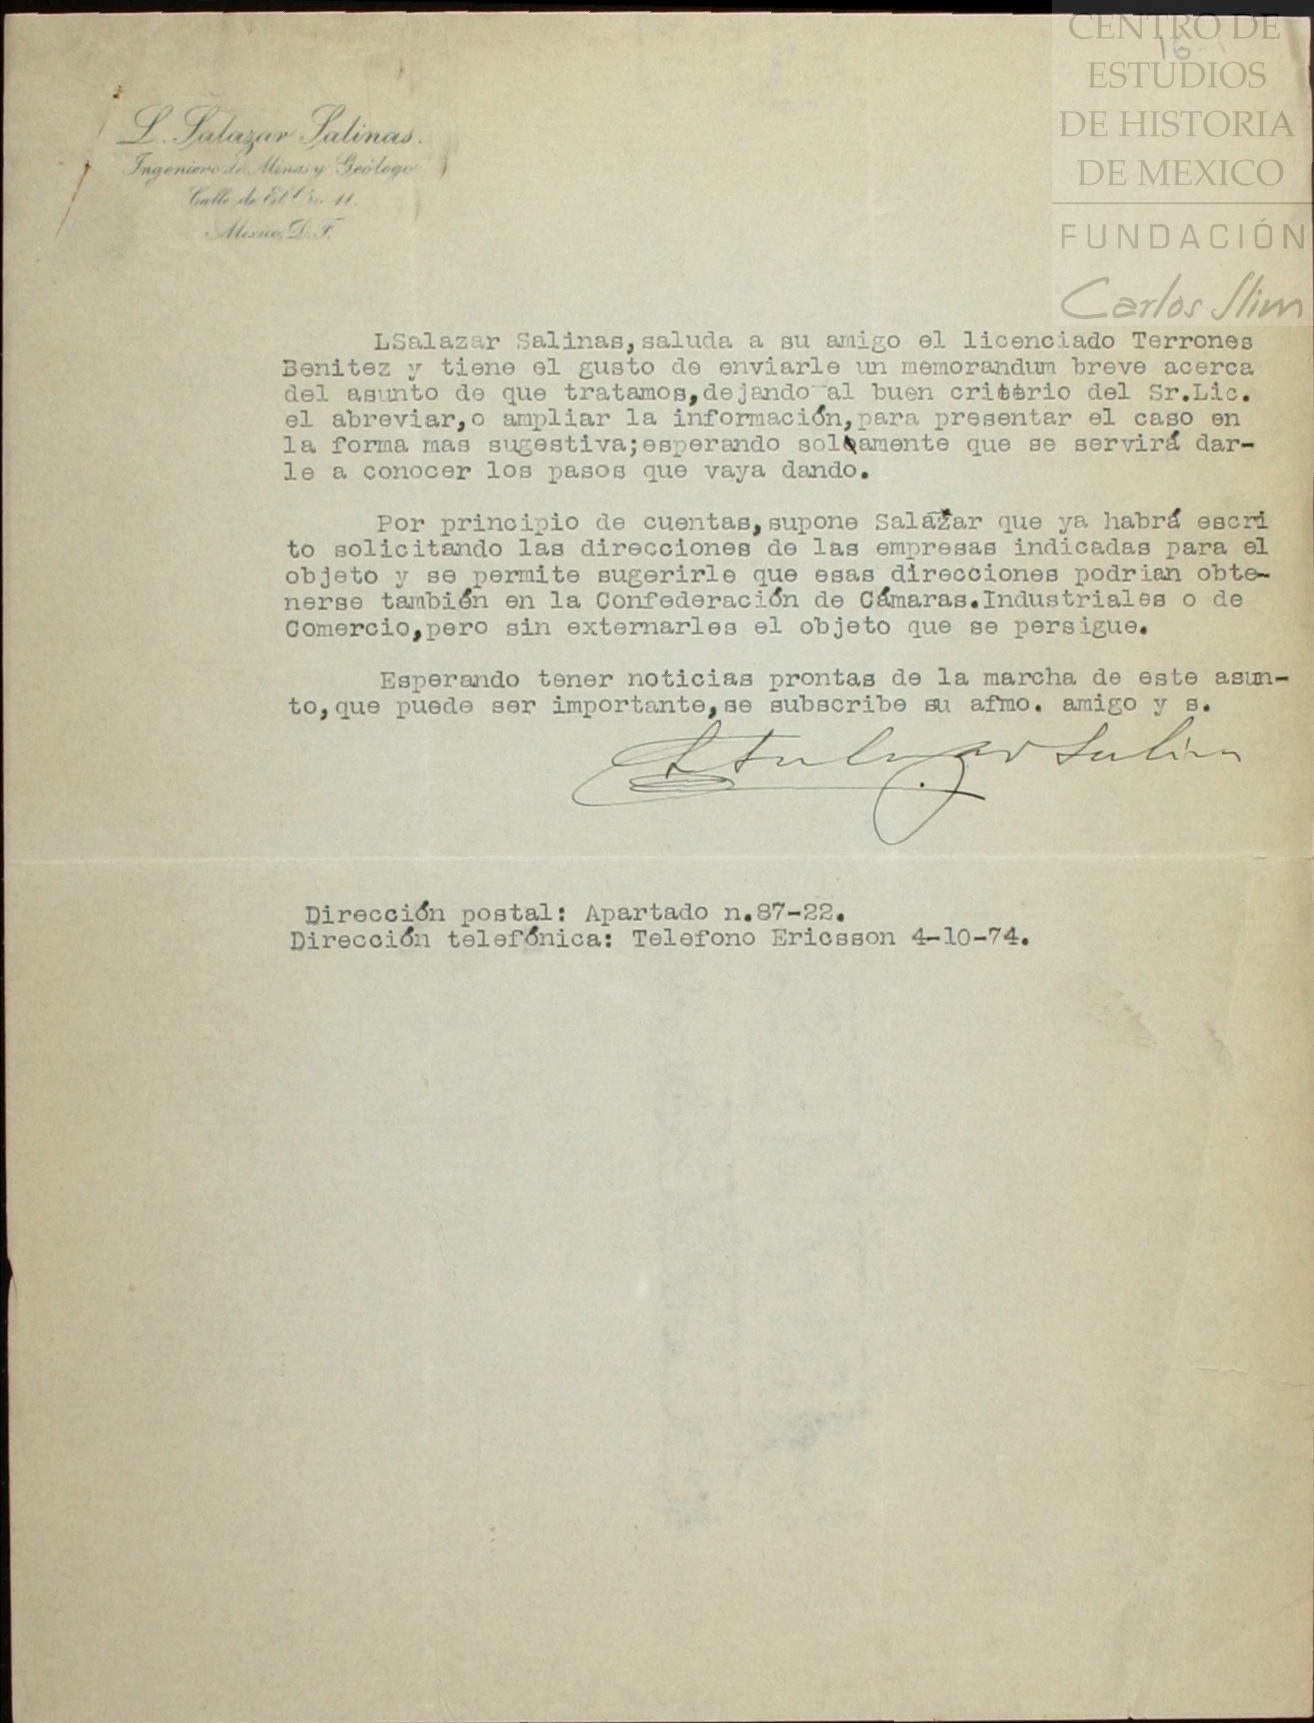 CENTRO DE
ESTUDIOS
DE HISTORIA
DE MEXICO
FUNDACIÓN
Carlos Slim
16
L. Salazar Salinas.
Ingeniero de Minas y Geólogo
Calle de 11.
México, D. F.
LSalazar Salinas,saluda a su amigo el licenciado Terrones
Benitez y tiene el gusto de enviarle un memorandum breve acerca
del asunto de que tratamos,dejando al buen criterio del Sr.Lic.
el abreviar,o ampliar la información,para presentar el caso en
la forma mas sugestiva;esperando solamente que se servirá dar-
le a conocer los pasos que vaya dando.
Por principio de cuentas,supone Salazar que ya habrá escri
to solicitando las direcciones de las empresas indicadas para el
objeto y se permite sugerirle que esas direcciones podrian obte-
nerse también en la Confederación de Cámaras.Industriales o de
Comercio,pero sin externarles el objeto que se persigue.
Esperando tener noticias prontas de la marcha de este asun-
to,que puede ser importante,se subscribe su afmo. amigo y s.
L Salazar Salinas
Dirección postal: Apartado n.87-22.
Dirección telefónica: Telefono Ericsson 4-10-74.